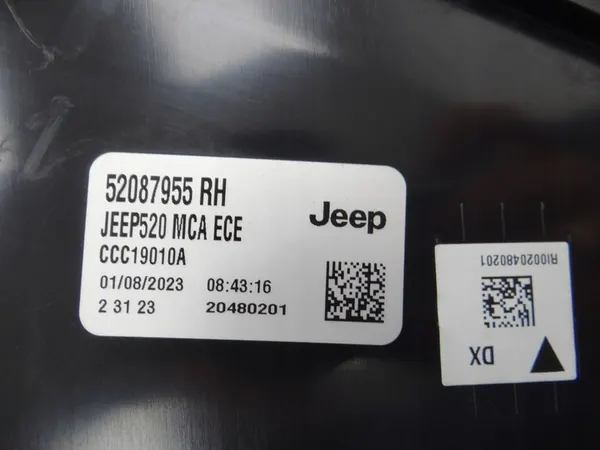 52087955 RH
JEEP520 MCA ECE
Jeep
CCC19010A
01/08/2023 08:43:16
2 31 23 20480201
RI0020480201
DX